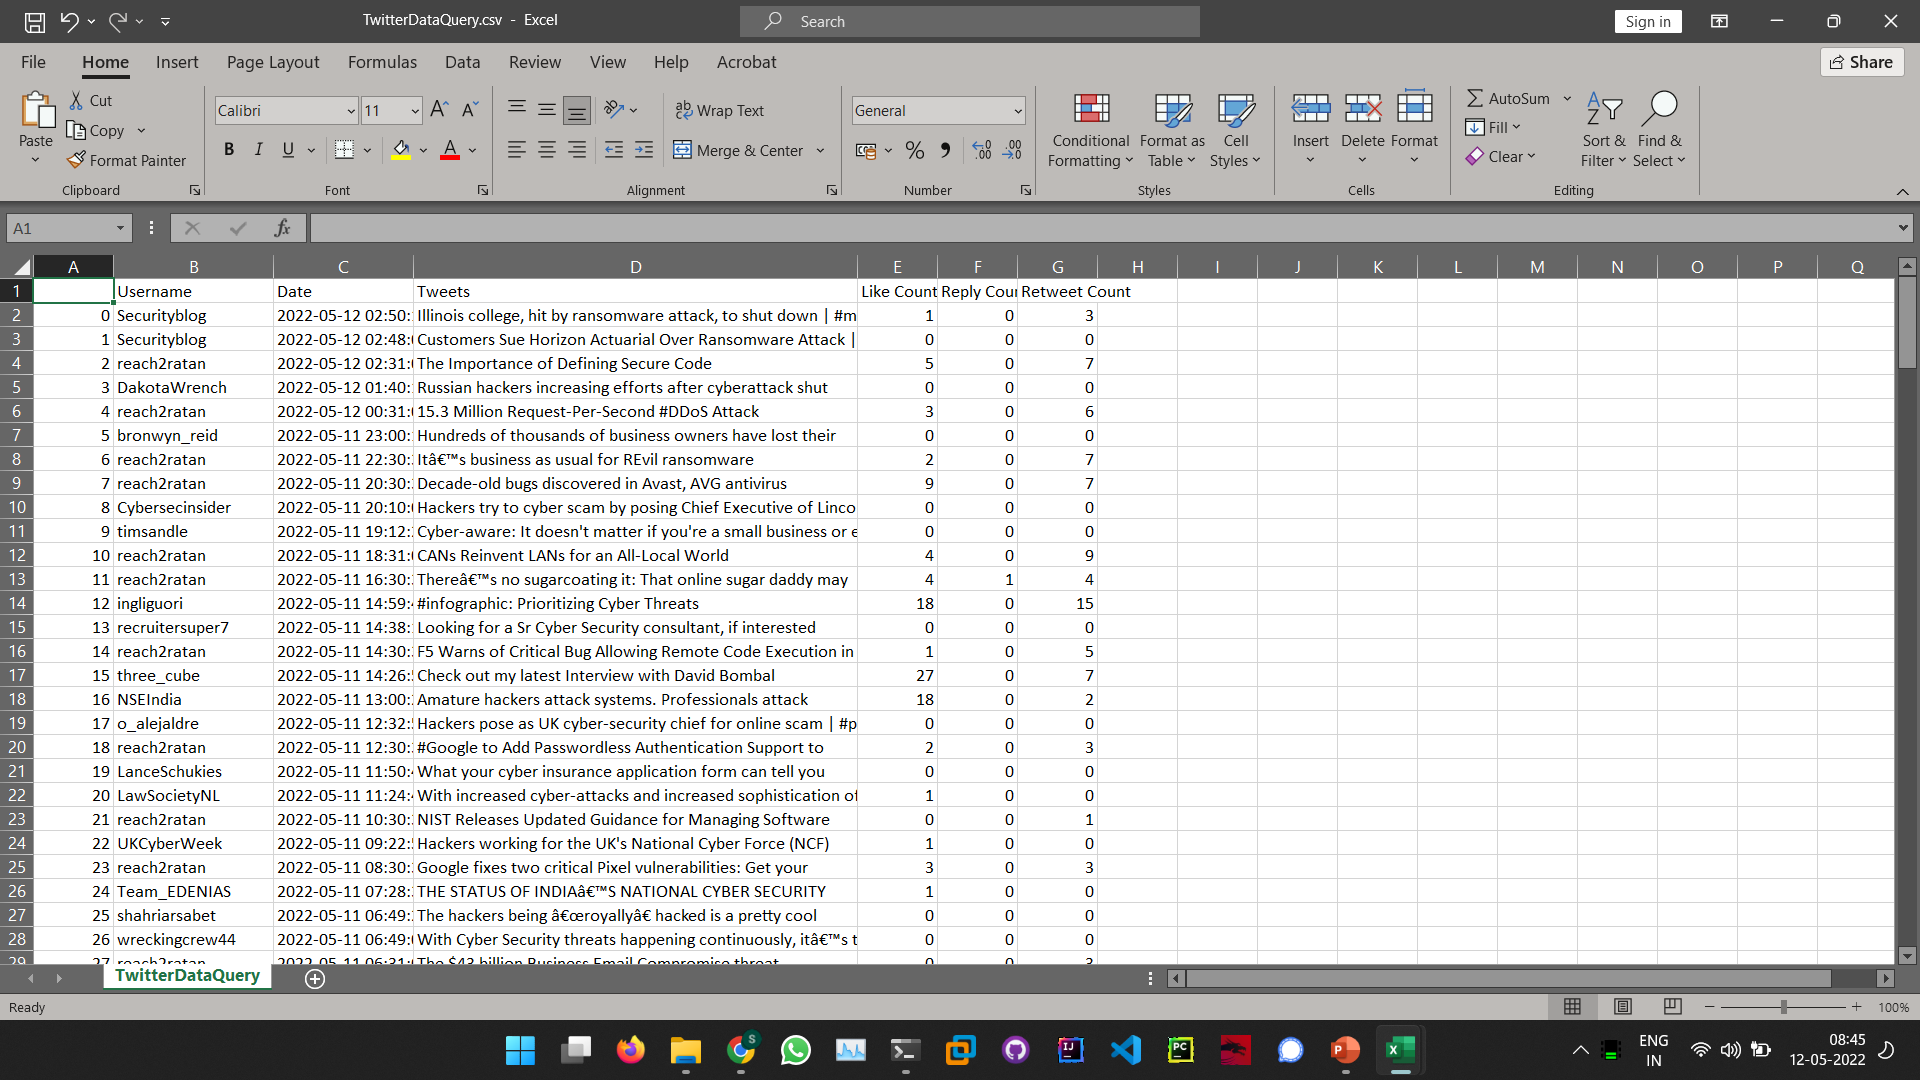 TwitterDataQuery.csv - Excel
Search
Sign in
File Home Insert Page Layout Formulas Data Review View Help Acrobat
Share
Paste
Cut
Copy
Format Painter
Clipboard
Calibri 11
B I U
Font
Wrap Text
Merge & Center
Alignment
General
Number
Conditional Formatting
Format as Table
Cell Styles
Styles
Insert Delete Format
Cells
AutoSum
Fill
Clear
Sort & Filter
Find & Select
Editing
A1
fx
A B C D E F G H I J K L M N O P Q
1 Username Date Tweets Like Count Reply Cou Retweet Count
2 0 Securityblog 2022-05-12 02:50: Illinois college, hit by ransomware attack, to shut down | #m 1 0 3
3 1 Securityblog 2022-05-12 02:48: Customers Sue Horizon Actuarial Over Ransomware Attack | 0 0 0
4 2 reach2ratan 2022-05-12 02:31: The Importance of Defining Secure Code 5 0 7
5 3 DakotaWrench 2022-05-12 01:40: Russian hackers increasing efforts after cyberattack shut 0 0 0
6 4 reach2ratan 2022-05-12 00:31: 15.3 Million Request-Per-Second #DDoS Attack 3 0 6
7 5 bronwyn_reid 2022-05-11 23:00: Hundreds of thousands of business owners have lost their 0 0 0
8 6 reach2ratan 2022-05-11 22:30: Itâ€™s business as usual for REvil ransomware 2 0 7
9 7 reach2ratan 2022-05-11 20:30: Decade-old bugs discovered in Avast, AVG antivirus 9 0 7
10 8 Cybersecinsider 2022-05-11 20:10: Hackers try to cyber scam by posing Chief Executive of Linco 0 0 0
11 9 timsandle 2022-05-11 19:12: Cyber-aware: It doesn't matter if you're a small business or e 0 0 0
12 10 reach2ratan 2022-05-11 18:31: CANs Reinvent LANs for an All-Local World 4 0 9
13 11 reach2ratan 2022-05-11 16:30: Thereâ€™s no sugarcoating it: That online sugar daddy may 4 1 4
14 12 ingliguori 2022-05-11 14:59: #infographic: Prioritizing Cyber Threats 18 0 15
15 13 recruitersuper7 2022-05-11 14:38: Looking for a Sr Cyber Security consultant, if interested 0 0 0
16 14 reach2ratan 2022-05-11 14:30: F5 Warns of Critical Bug Allowing Remote Code Execution in 1 0 5
17 15 three_cube 2022-05-11 14:26: Check out my latest Interview with David Bombal 27 0 7
18 16 NSEIndia 2022-05-11 13:00: Amature hackers attack systems. Professionals attack 18 0 2
19 17 o_alejaldre 2022-05-11 12:32: Hackers pose as UK cyber-security chief for online scam | #p 0 0 0
20 18 reach2ratan 2022-05-11 12:30: #Google to Add Passwordless Authentication Support to 2 0 3
21 19 LanceSchukies 2022-05-11 11:50: What your cyber insurance application form can tell you 0 0 0
22 20 LawSocietyNL 2022-05-11 11:24: With increased cyber-attacks and increased sophistication of 1 0 0
23 21 reach2ratan 2022-05-11 10:30: NIST Releases Updated Guidance for Managing Software 0 0 1
24 22 UKCyberWeek 2022-05-11 09:22: Hackers working for the UK's National Cyber Force (NCF) 1 0 0
25 23 reach2ratan 2022-05-11 08:30: Google fixes two critical Pixel vulnerabilities: Get your 3 0 3
26 24 Team_EDENIAS 2022-05-11 07:28: THE STATUS OF INDIAâ€™S NATIONAL CYBER SECURITY 1 0 0
27 25 shahriarsabet 2022-05-11 06:49: The hackers being â€œroyallyâ€ hacked is a pretty cool 0 0 0
28 26 wreckingcrew44 2022-05-11 06:49: With Cyber Security threats happening continuously, itâ€™s t 0 0 0
29 27 reach2ratan 2022-05-11 06:31: The $43 billion Business Email Compromise threat 0 0 3
TwitterDataQuery
Ready
100%
ENG
IN
08:45
12-05-2022